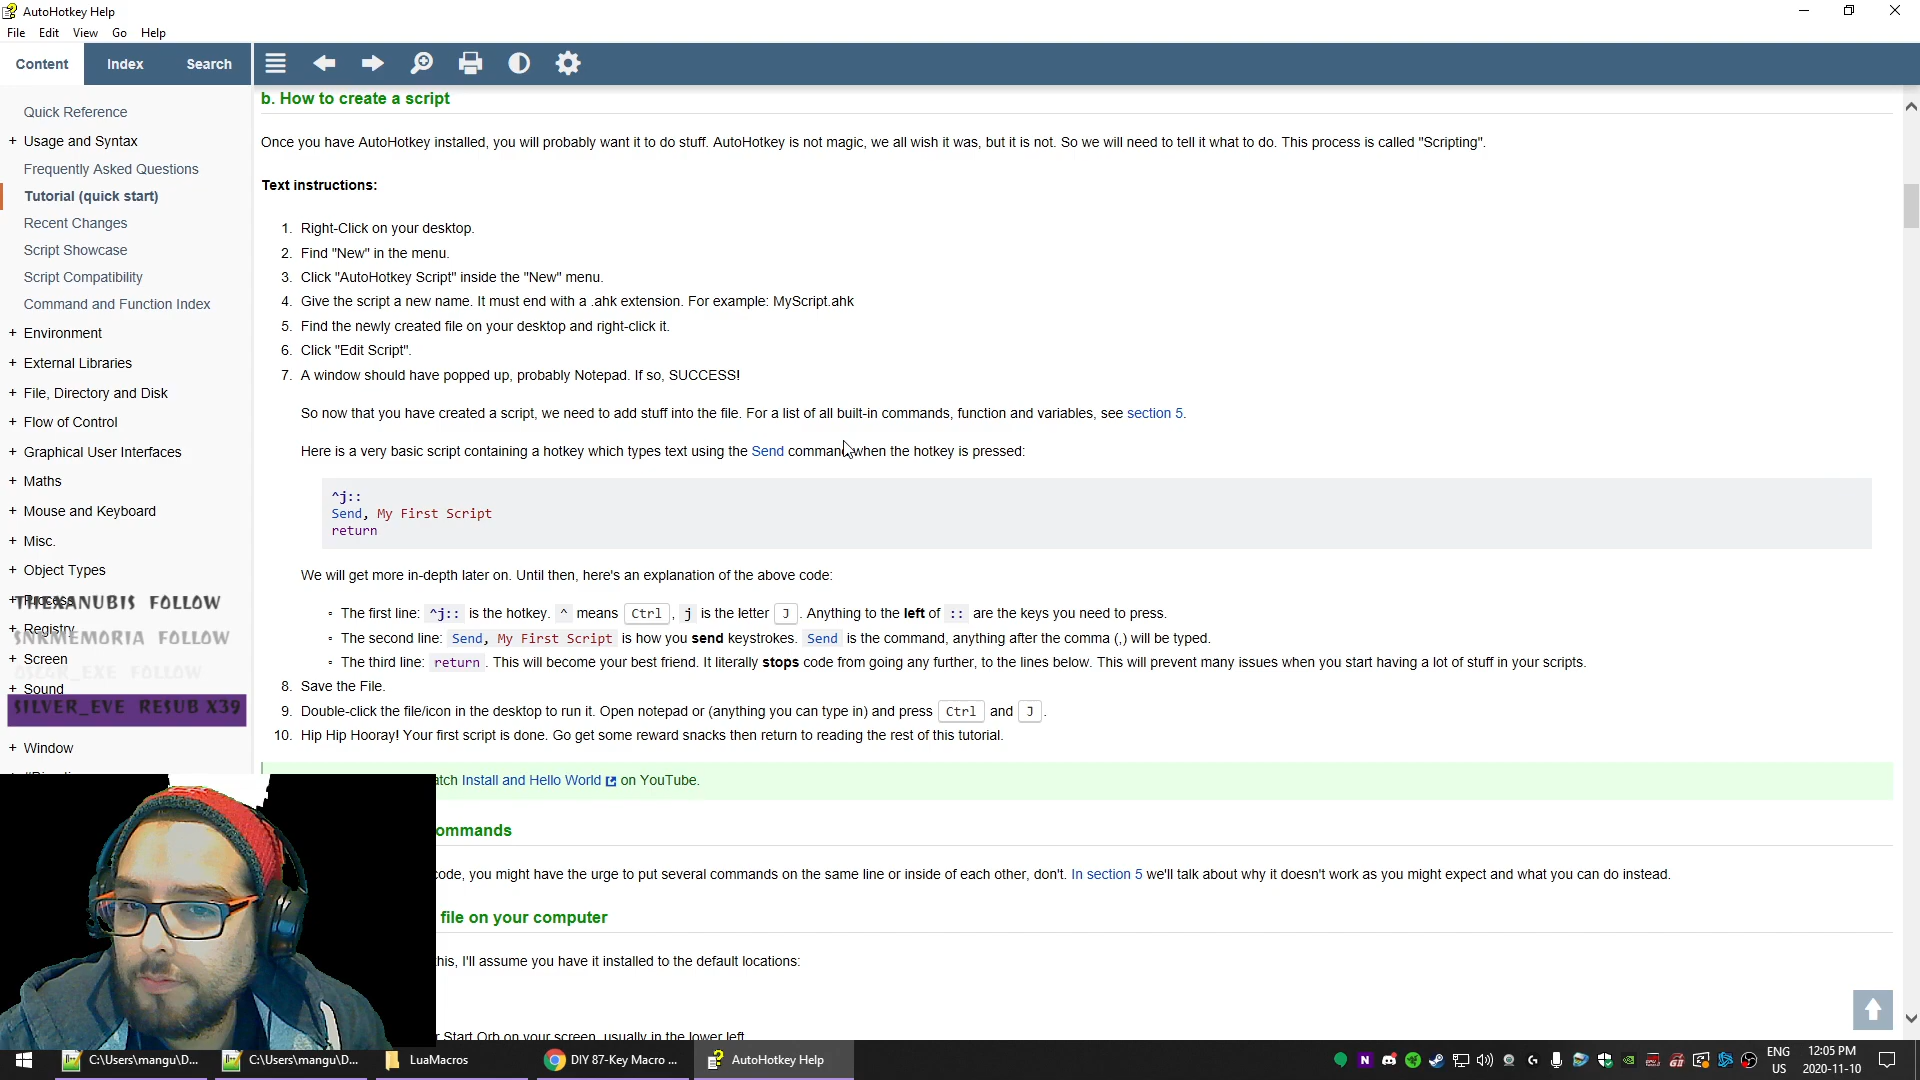 AutoHotkey Help
File Edit View Go Help
Content Index Search
Quick Reference
+ Usage and Syntax
Frequently Asked Questions
Tutorial (quick start)
Recent Changes
Script Showcase
Script Compatibility
Command and Function Index
+ Environment
+ External Libraries
+ File, Directory and Disk
+ Flow of Control
+ Graphical User Interfaces
+ Maths
+ Mouse and Keyboard
+ Misc.
+ Object Types
+ Process
THEXANUBIS FOLLOW
+ Registry
SNKMEMORIA FOLLOW
+ Screen
OSCAR_EXE FOLLOW
+ Sound
SILVER_EVE RESUB X39
+ Window
b. How to create a script
Once you have AutoHotkey installed, you will probably want it to do stuff. AutoHotkey is not magic, we all wish it was, but it is not. So we will need to tell it what to do. This process is called "Scripting".
Text instructions:
1. Right-Click on your desktop.
2. Find "New" in the menu.
3. Click "AutoHotkey Script" inside the "New" menu.
4. Give the script a new name. It must end with a .ahk extension. For example: MyScript.ahk
5. Find the newly created file on your desktop and right-click it.
6. Click "Edit Script".
7. A window should have popped up, probably Notepad. If so, SUCCESS!
So now that you have created a script, we need to add stuff into the file. For a list of all built-in commands, function and variables, see section 5.
Here is a very basic script containing a hotkey which types text using the Send command when the hotkey is pressed:
^j::
Send, My First Script
return
We will get more in-depth later on. Until then, here's an explanation of the above code:
▫ The first line: ^j:: is the hotkey. ^ means Ctrl, j is the letter J. Anything to the left of :: are the keys you need to press.
▫ The second line: Send, My First Script is how you send keystrokes. Send is the command, anything after the comma (,) will be typed.
▫ The third line: return. This will become your best friend. It literally stops code from going any further, to the lines below. This will prevent many issues when you start having a lot of stuff in your scripts.
8. Save the File.
9. Double-click the file/icon in the desktop to run it. Open notepad or (anything you can type in) and press Ctrl and J.
10. Hip Hip Hooray! Your first script is done. Go get some reward snacks then return to reading the rest of this tutorial.
tch Install and Hello World on YouTube.
ommands
code, you might have the urge to put several commands on the same line or inside of each other, don't. In section 5 we'll talk about why it doesn't work as you might expect and what you can do instead.
file on your computer
this, I'll assume you have it installed to the default locations:
r Start Orb on your screen, usually in the lower left
C:\Users\mangu\D... C:\Users\mangu\D... LuaMacros DIY 87-Key Macro ... AutoHotkey Help
ENG
US
12:05 PM
2020-11-10